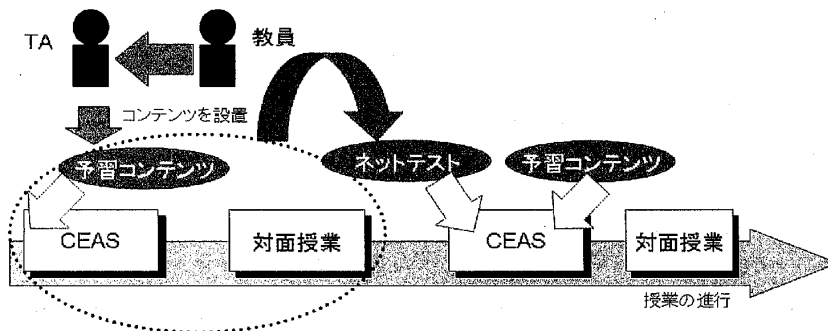 TA
教員
コンテンツを設置
予習コンテンツ
ネットテスト
予習コンテンツ
CEAS
対面授業
CEAS
対面授業
授業の進行